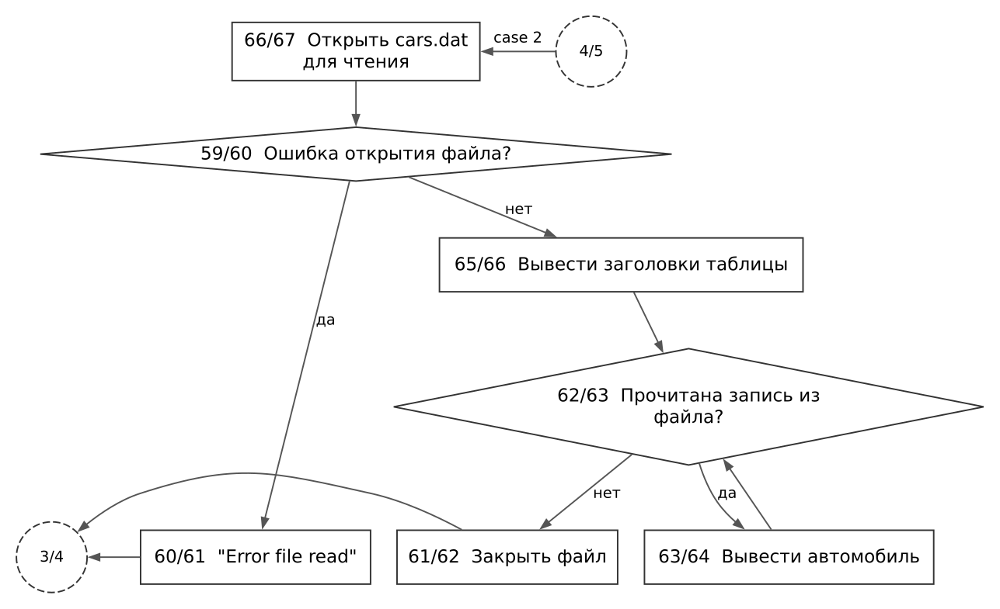 66/67 Открыть cars.dat
для чтения
case 2
4/5
59/60 Ошибка открытия файла?
нет
65/66 Вывести заголовки таблицы
да
62/63 Прочитана запись из
файла?
нет
да
3/4
60/61 "Error file read"
61/62 Закрыть файл
63/64 Вывести автомобиль